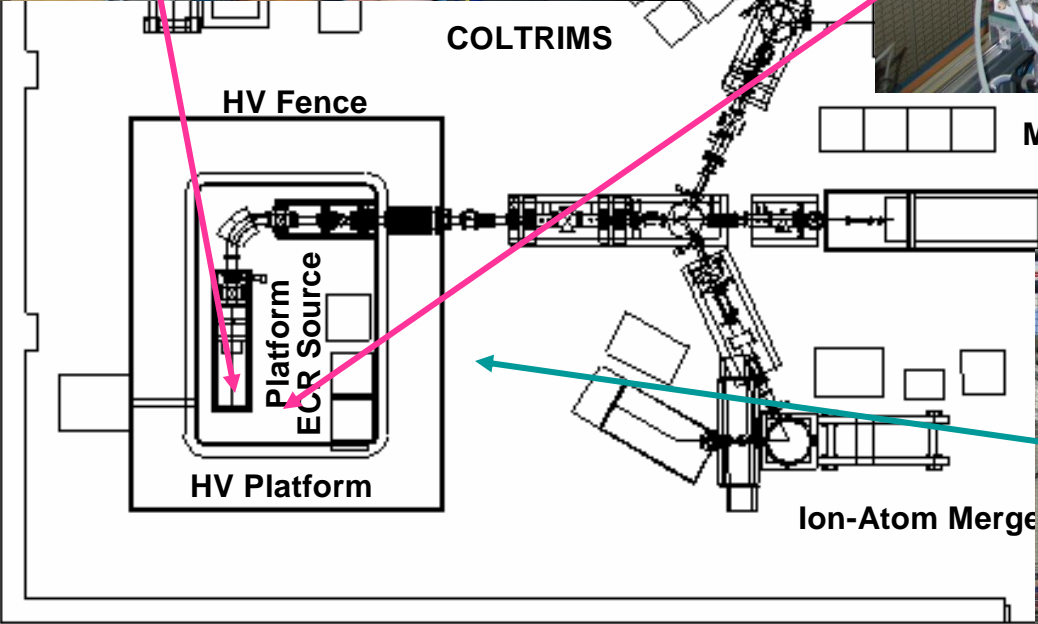 COLTRIMS
HV Fence
M
Platform
ECR Source
HV Platform
Ion-Atom Merge